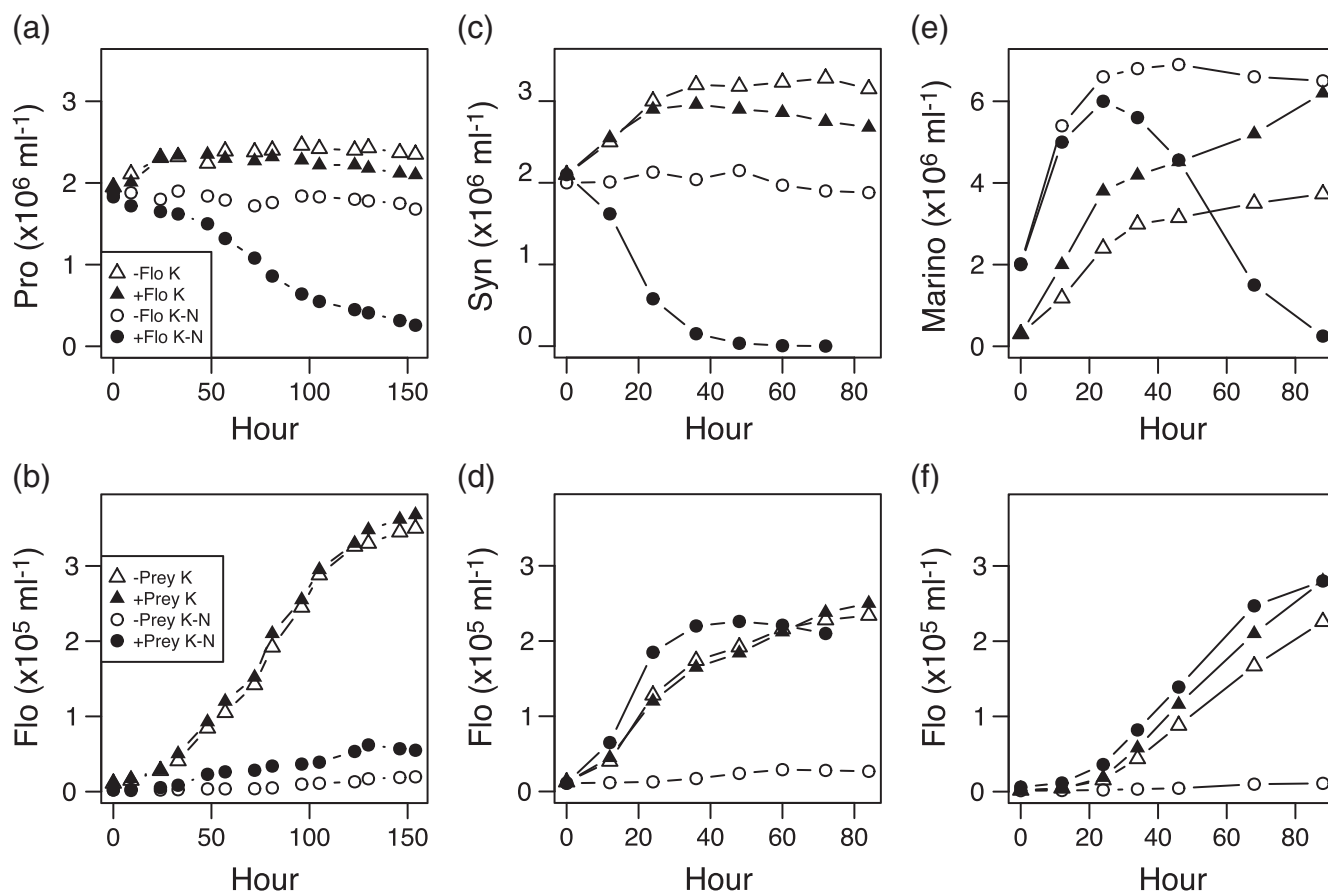 (a)
Pro (x10⁶ ml⁻¹)
3
2
1
0
-Flo K
+Flo K
-Flo K-N
+Flo K-N
0 50 100 150
Hour
(c)
Syn (x10⁶ ml⁻¹)
3
2
1
0
0 20 40 60 80
Hour
(e)
Marino (x10⁶ ml⁻¹)
6
4
2
0
0 20 40 60 80
Hour
(b)
Flo (x10⁵ ml⁻¹)
3
2
1
0
-Prey K
+Prey K
-Prey K-N
+Prey K-N
0 50 100 150
Hour
(d)
Flo (x10⁵ ml⁻¹)
3
2
1
0
0 20 40 60 80
Hour
(f)
Flo (x10⁵ ml⁻¹)
3
2
1
0
0 20 40 60 80
Hour